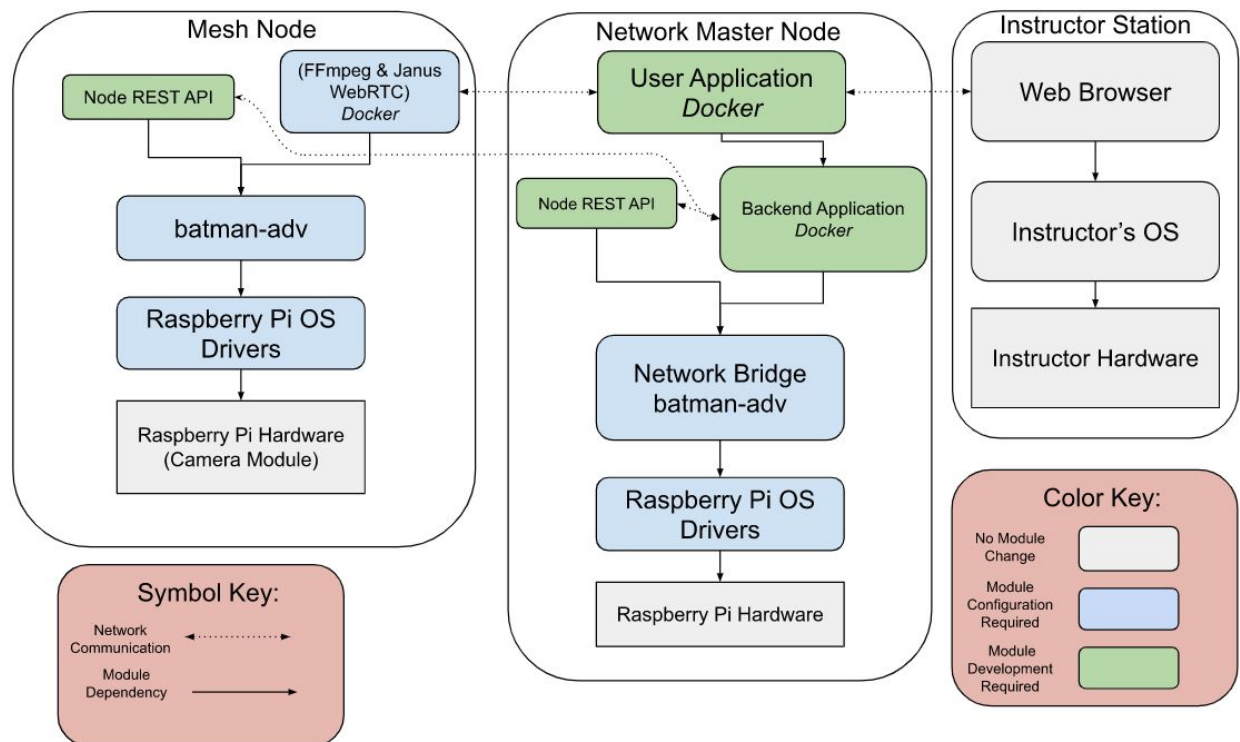 Mesh Node
Node REST API
(FFmpeg & Janus
WebRTC)
Docker
batman-adv
Raspberry Pi OS
Drivers
Raspberry Pi Hardware
(Camera Module)
Network Master Node
User Application
Docker
Node REST API
Backend Application
Docker
Network Bridge
batman-adv
Raspberry Pi OS
Drivers
Raspberry Pi Hardware
Instructor Station
Web Browser
Instructor’s OS
Instructor Hardware
Symbol Key:
Network
Communication
Module
Dependency
Color Key:
No Module
Change
Module
Configuration
Required
Module
Development
Required